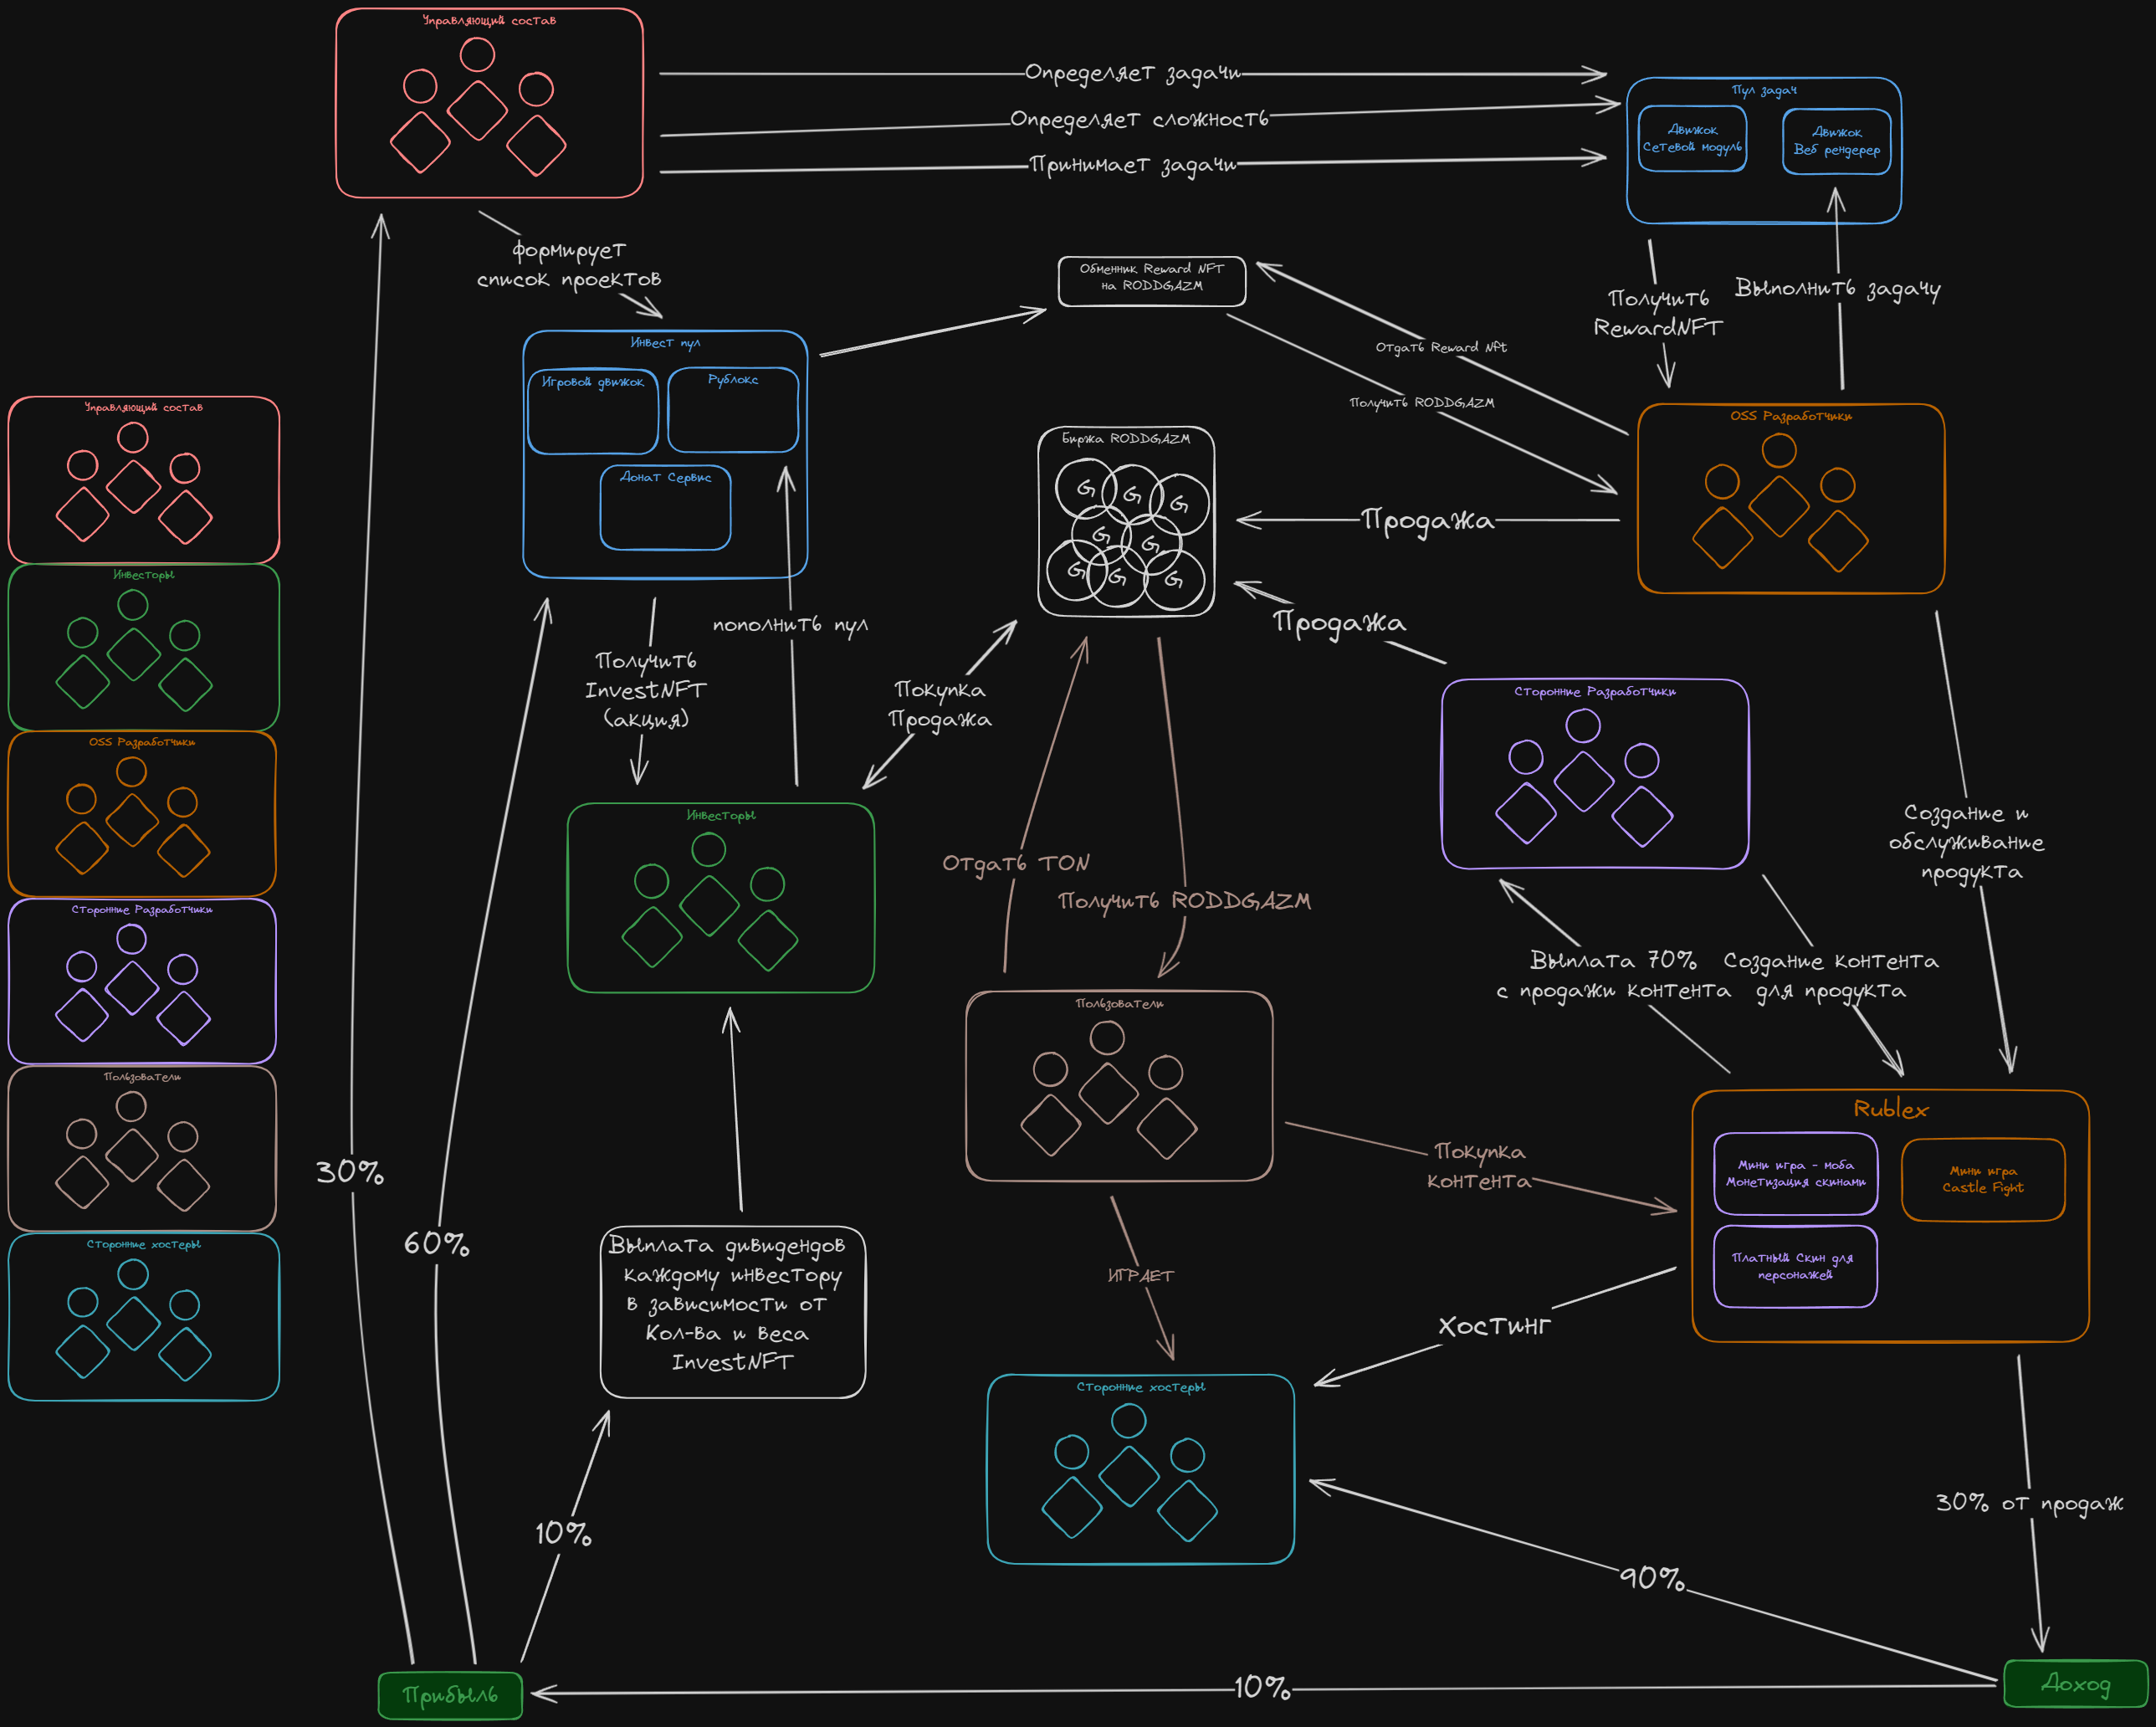 Управляющий состав
Определяет задачи
Определяет сложность
Принимает задачи
Пул задач
Движок
Сетевой модуль
Движок
Веб рендерер
формирует
список проектов
Обменник Reward NFT
на RODDGAZM
Получить
RewardNFT
Выполнить задачу
Отдать Reward Nft
Получить RODDGAZM
Инвест пул
Игровой движок
Рублокс
Донат Сервис
Управляющий состав
Инвесторы
OSS Разработчики
Сторонние Разработчики
Пользователи
Сторонние хостеры
Биржа RODDGAZM
G
G
G
G
G
G
G
G
OSS Разработчики
Продажа
Продажа
пополнить пул
Получить
InvestNFT
(акция)
Покупка
Продажа
Сторонние Разработчики
Инвесторы
Создание и
обслуживание
продукта
Отдать TON
Получить RODDGAZM
Выплата 70%
с продажи контента
Создание контента
для продукта
Пользователи
Rublex
Мини игра - моба
Монетизация скинами
Мини игра
Castle Fight
Платный Скин для
персонажей
Покупка
контента
30%
60%
Выплата дивидендов
каждому инвестору
в зависимости от
Кол-ва и веса
InvestNFT
ИГРАЕТ
Хостинг
Сторонние хостеры
30% от продаж
10%
90%
Прибыль
10%
Доход